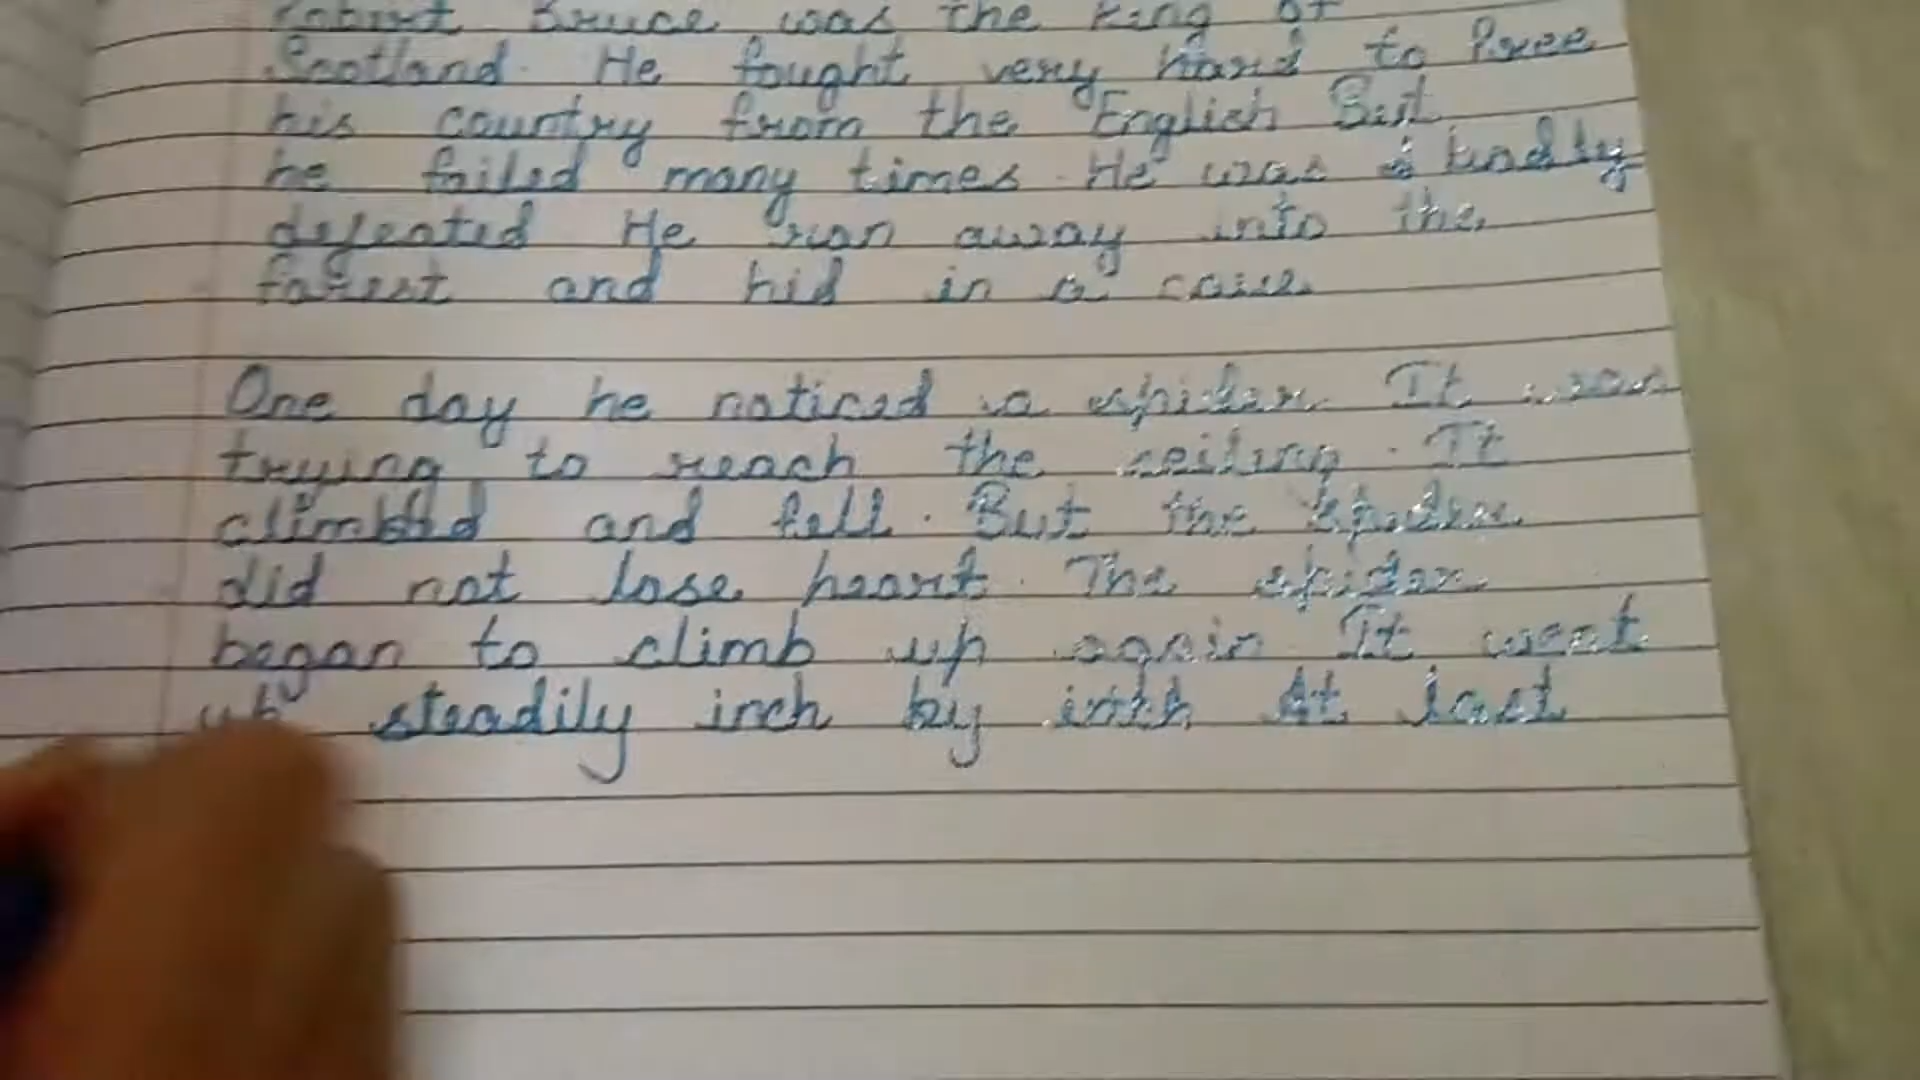 Robert Bruce was the king of
Scotland. He fought very hard to free
his country from the English But
he failed many times. He was badly
defeated He ran away into the
forest and hid in a cave
One day he noticed a spider. It was
trying to reach the ceiling. It
climbed and fell. But the spider
did not lose heart. The spider
began to climb up again It went
up steadily inch by inch At last